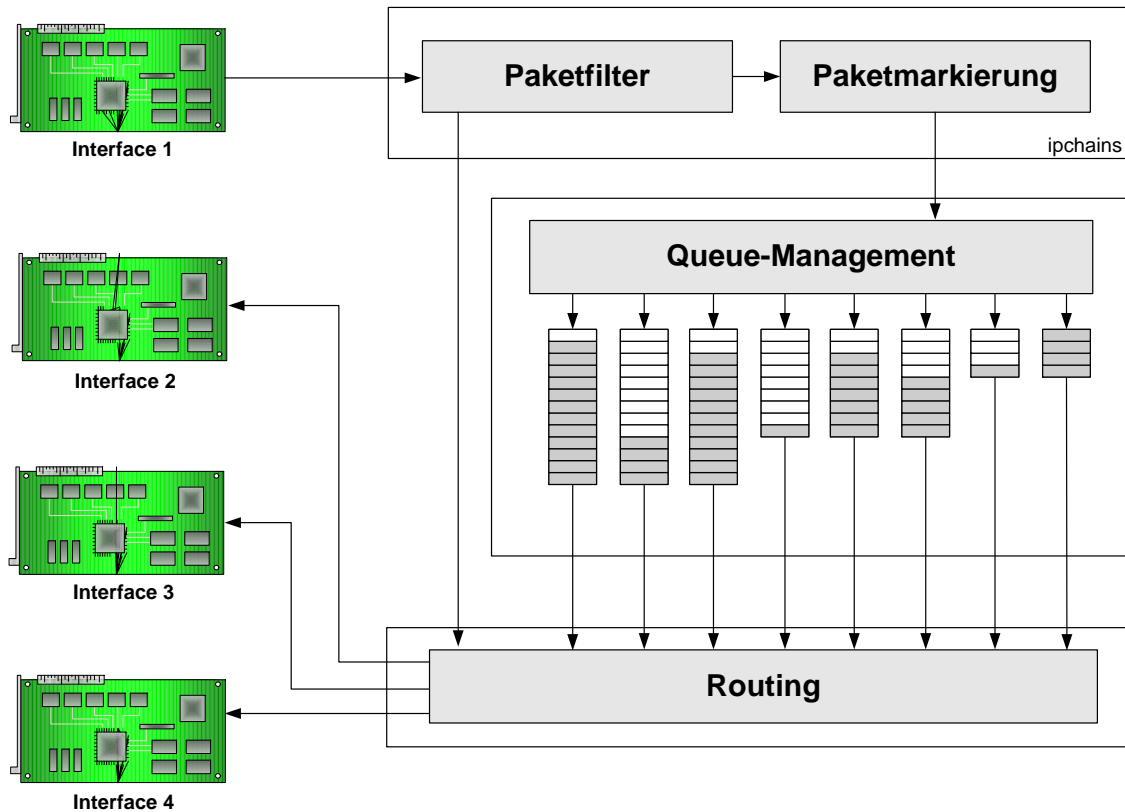 Paketfilter
Paketmarkierung
ipchains
Interface 1
Queue-Management
Interface 2
Interface 3
Routing
Interface 4